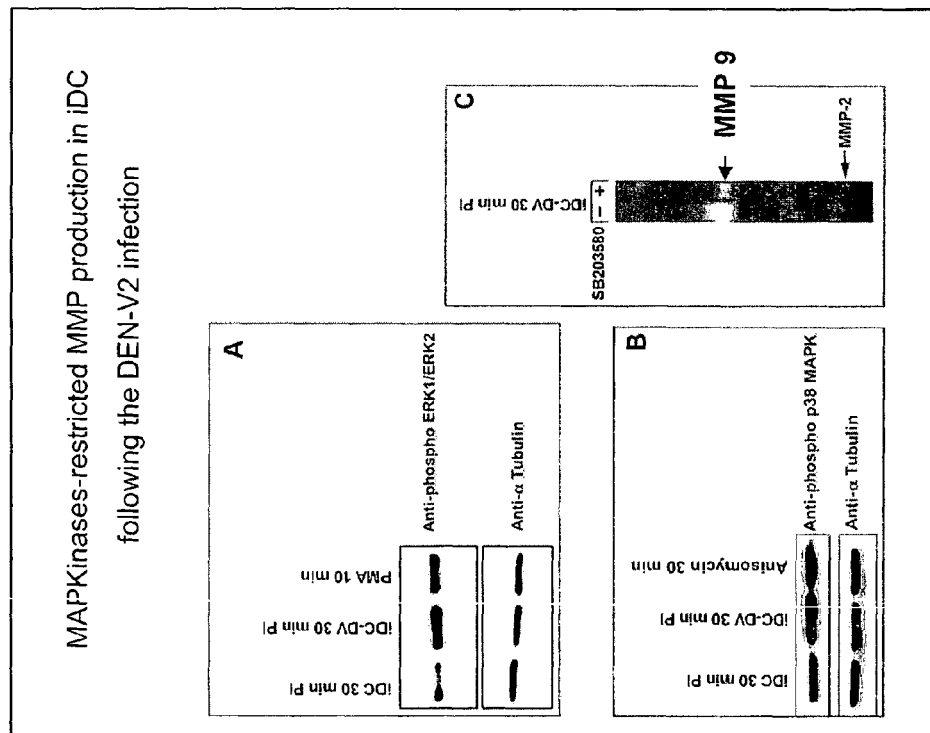 MAPKinases-restricted MMP production in iDC
following the DEN-V2 infection
A
iDC 30 min PI
iDC-DV 30 min PI
PMA 10 min
Anti-phospho ERK1/ERK2
Anti-α Tubulin
B
iDC 30 min PI
iDC-DV 30 min PI
Anisomycin 30 min
Anti-phospho p38 MAPK
Anti-α Tubulin
C
iDC-DV 30 min PI
SB203580 – +
MMP 9
MMP-2